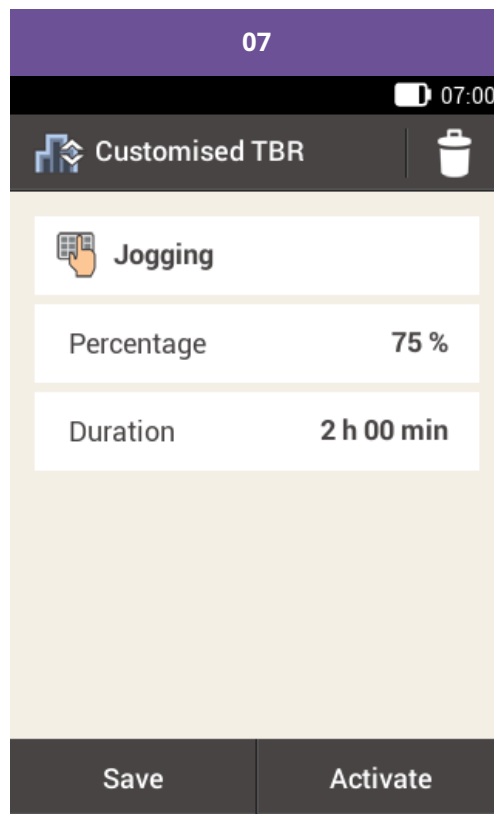 07
07:00
Customised TBR
Jogging
Percentage 75 %
Duration 2 h 00 min
Save Activate